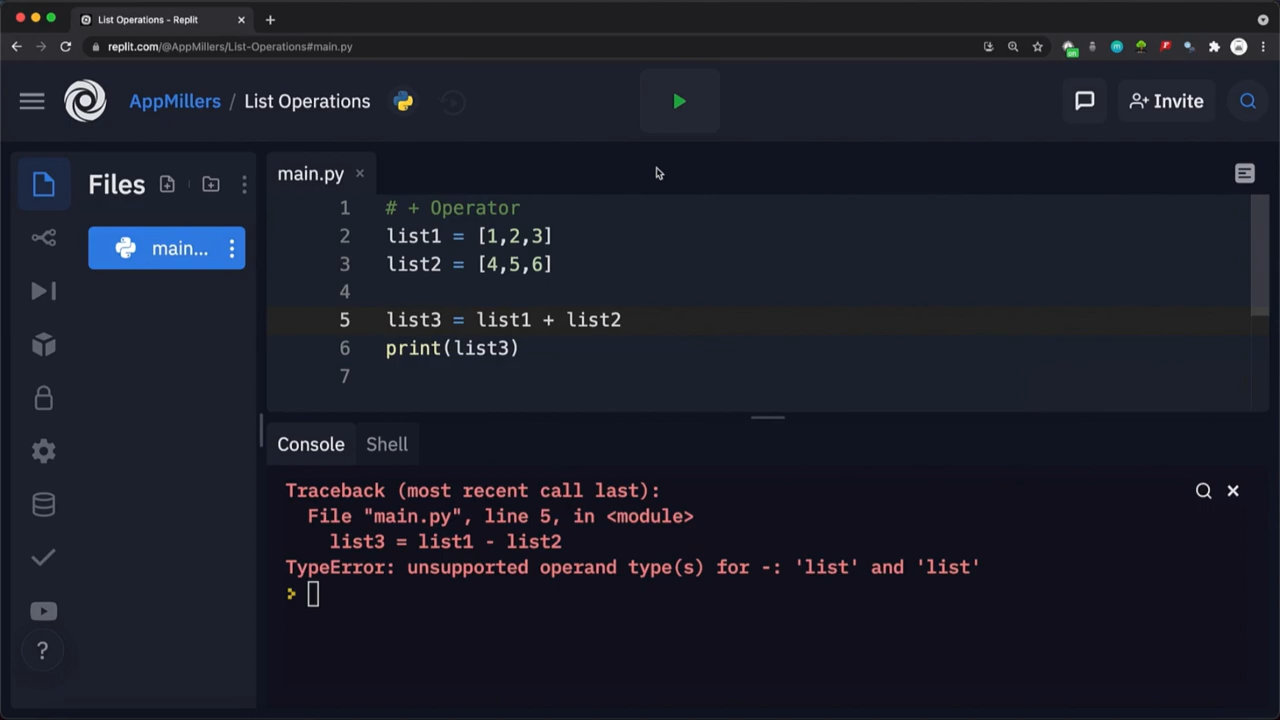 List Operations - Replit
replit.com/@AppMillers/List-Operations#main.py
on
AppMillers / List Operations
Invite
Files
main.py
main...
1 # + Operator
2 list1 = [1,2,3]
3 list2 = [4,5,6]
4
5 list3 = list1 + list2
6 print(list3)
7
Console Shell
Traceback (most recent call last):
File "main.py", line 5, in <module>
list3 = list1 - list2
TypeError: unsupported operand type(s) for -: 'list' and 'list'